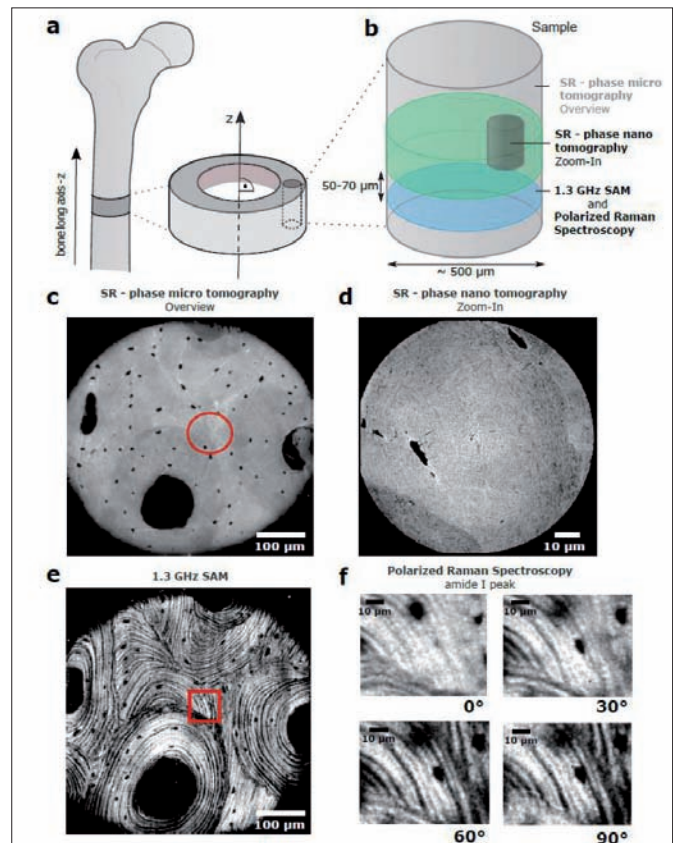 a
b
Sample
SR - phase micro
tomography
Overview
SR - phase nano
tomography
Zoom-In
1.3 GHz SAM
and
Polarized Raman
Spectroscopy
bone long axis - z
z
50-70 µm
~ 500 µm
c
SR - phase micro tomography
Overview
100 µm
d
SR - phase nano tomography
Zoom-In
10 µm
e
1.3 GHz SAM
100 µm
f
Polarized Raman Spectroscopy
amide I peak
10 µm
10 µm
0°
30°
10 µm
10 µm
60°
90°